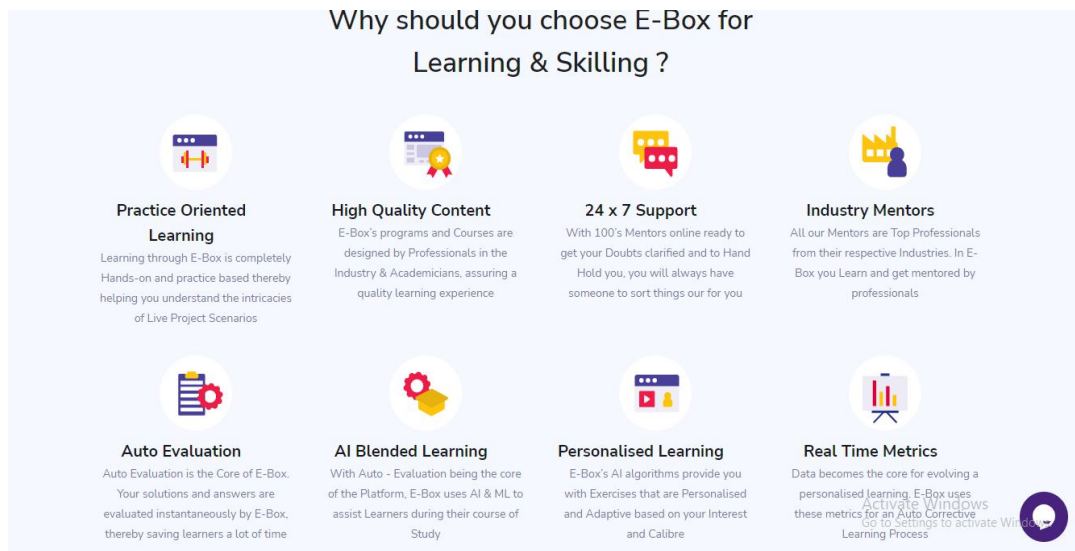 Why should you choose E-Box for
Learning & Skilling ?
Practice Oriented
Learning
Learning through E-Box is completely
Hands-on and practice based thereby
helping you understand the intricacies
of Live Project Scenarios
High Quality Content
E-Box's programs and Courses are
designed by Professionals in the
Industry & Academicians, assuring a
quality learning experience
24 x 7 Support
With 100's Mentors online ready to
get your Doubts clarified and to Hand
Hold you, you will always have
someone to sort things our for you
Industry Mentors
All our Mentors are Top Professionals
from their respective Industries. In E-
Box you Learn and get mentored by
professionals
Auto Evaluation
Auto Evaluation is the Core of E-Box.
Your solutions and answers are
evaluated instantaneously by E-Box,
thereby saving learners a lot of time
AI Blended Learning
With Auto - Evaluation being the core
of the Platform, E-Box uses AI & ML to
assist Learners during their course of
Study
Personalised Learning
E-Box's AI algorithms provide you
with Exercises that are Personalised
and Adaptive based on your Interest
and Calibre
Real Time Metrics
Data becomes the core for evolving a
personalised learning. E-Box uses
these metrics for an Auto Corrective
Learning Process
Activate Windows
Go to Settings to activate Windows.